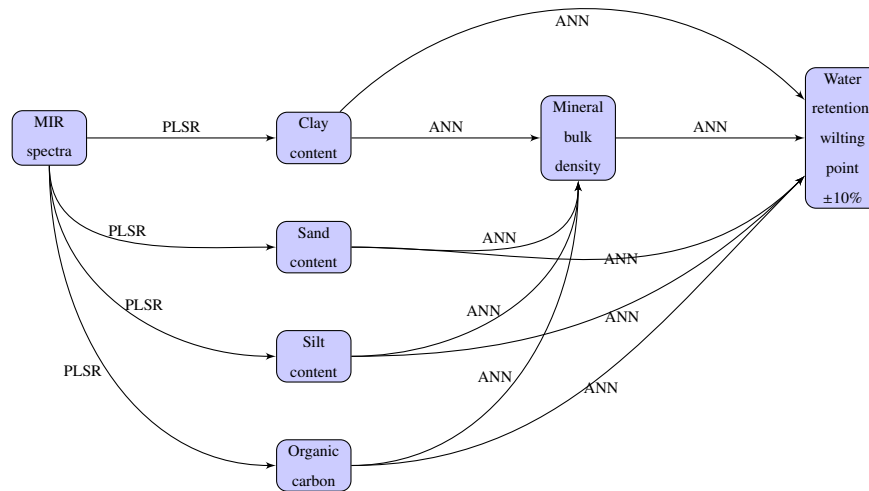 ANN
MIR
spectra
PLSR
Clay
content
ANN
Mineral
bulk
density
ANN
Water
retention
wilting
point
±10%
PLSR
Sand
content
ANN
ANN
PLSR
Silt
content
ANN
ANN
PLSR
Organic
carbon
ANN
ANN